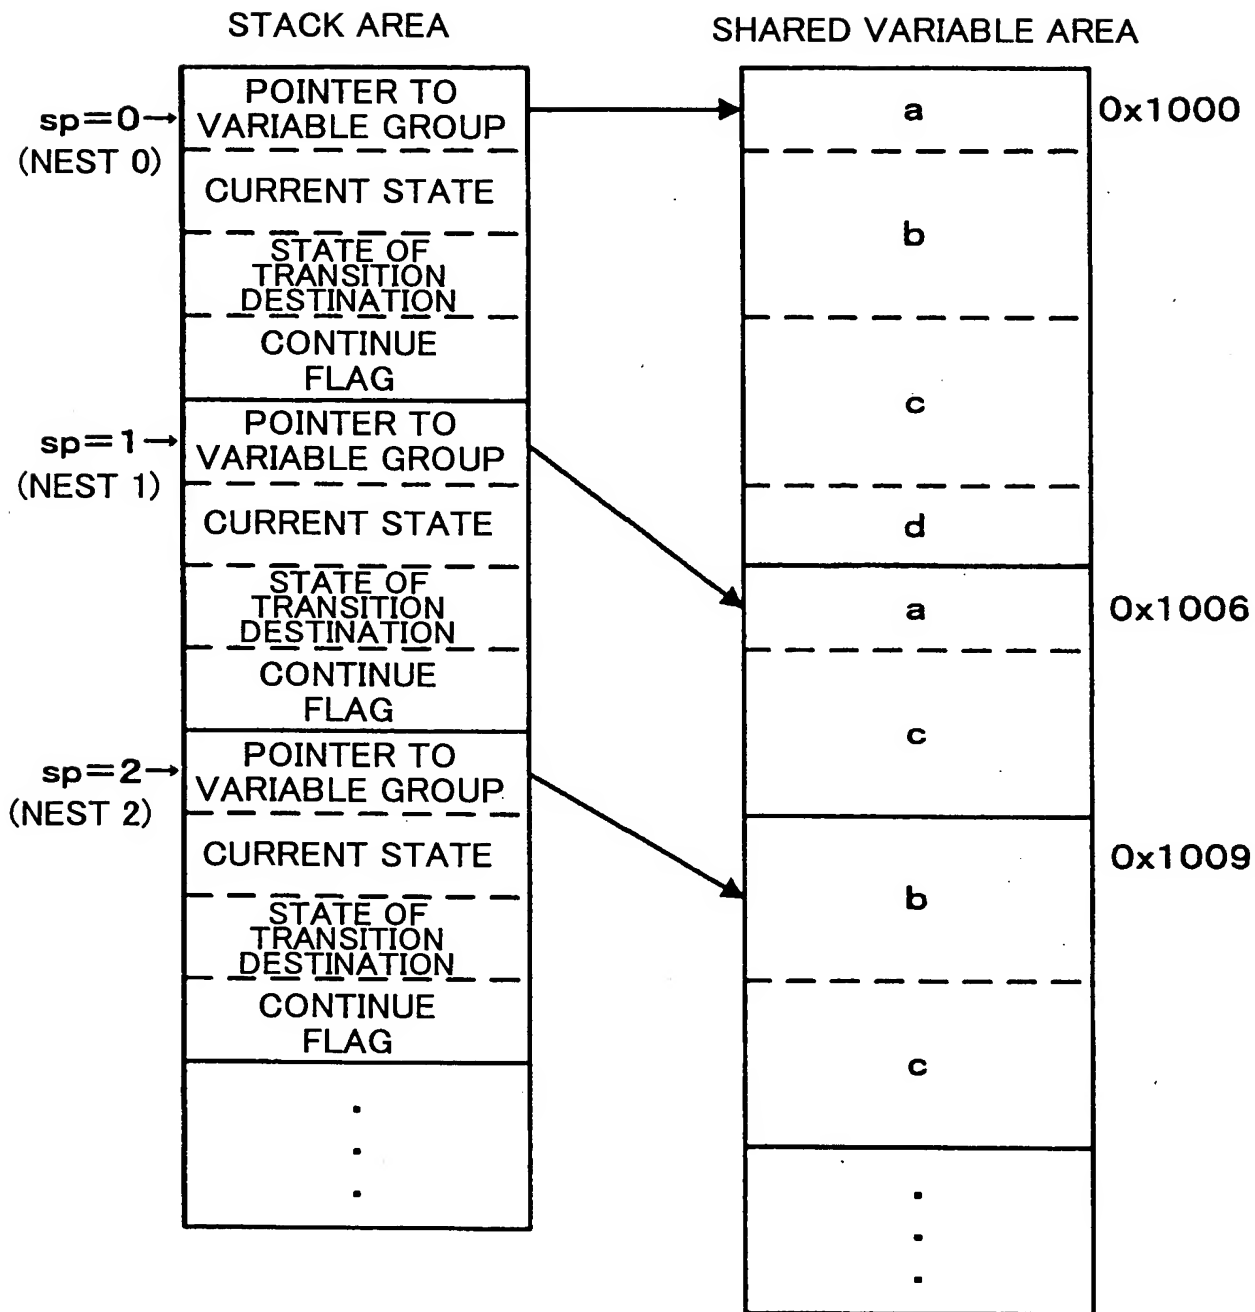 STACK AREA
SHARED VARIABLE AREA
sp=0→
(NEST 0)
POINTER TO
VARIABLE GROUP
CURRENT STATE
STATE OF
TRANSITION
DESTINATION
CONTINUE
FLAG
sp=1→
(NEST 1)
POINTER TO
VARIABLE GROUP
CURRENT STATE
STATE OF
TRANSITION
DESTINATION
CONTINUE
FLAG
sp=2→
(NEST 2)
POINTER TO
VARIABLE GROUP
CURRENT STATE
STATE OF
TRANSITION
DESTINATION
CONTINUE
FLAG
a
0x1000
b
c
d
a
0x1006
c
b
0x1009
c